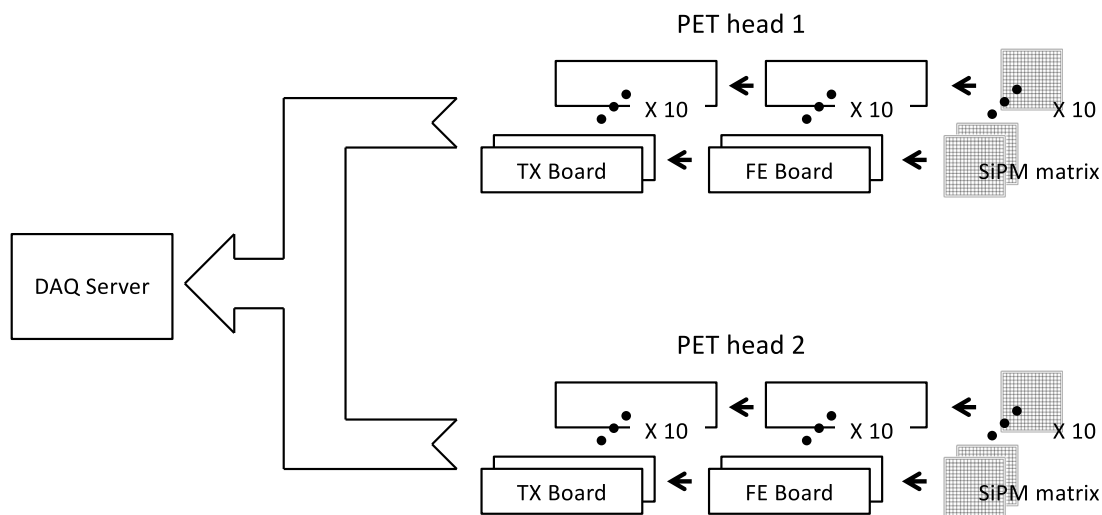 PET head 1
X 10
X 10
X 10
TX Board
FE Board
SiPM matrix
DAQ Server
PET head 2
X 10
X 10
X 10
TX Board
FE Board
SiPM matrix